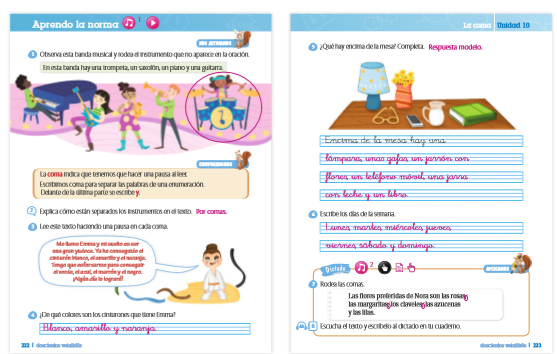 Aprendo la norma 1
NOS ACTIVAMOS
1 Observa esta banda musical y rodea el instrumento que no aparece en la oración.
En esta banda hay una trompeta, un saxofón, un piano y una guitarra.
COMPRENDEMOS
La coma indica que tenemos que hacer una pausa al leer.
Escribimos coma para separar las palabras de una enumeración.
Delante de la última parte se escribe y.
2 Explica cómo están separados los instrumentos en el texto. Por comas.
3 Lee este texto haciendo una pausa en cada coma.
Me llamo Emma y mi sueño es ser
una gran yudoca. Ya he conseguido el
cinturón blanco, el amarillo y el naranja.
Tengo que esforzarme para conseguir
el verde, el azul, el marrón y el negro.
¡Algún día lo lograré!
4 ¿De qué colores son los cinturones que tiene Emma?
Blanco, amarillo y naranja.
222 doscientos veintidós
La coma Unidad 10
5 ¿Qué hay encima de la mesa? Completa. Respuesta modelo.
Encima de la mesa hay una
lámpara, unas gafas, un jarrón con
flores, un teléfono móvil, una jarra
con leche y un libro.
6 Escribe los días de la semana.
Lunes, martes, miércoles, jueves,
viernes, sábado y domingo.
Dictado 2
APLICAMOS
7 Rodea las comas.
Las flores preferidas de Nora son las rosas,
las margaritas, los claveles, las azucenas
y las lilas.
8 Escucha el texto y escríbelo al dictado en tu cuaderno.
doscientos veintitrés 223